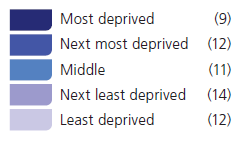 Most deprived (9)
Next most deprived (12)
Middle (11)
Next least deprived (14)
Least deprived (12)